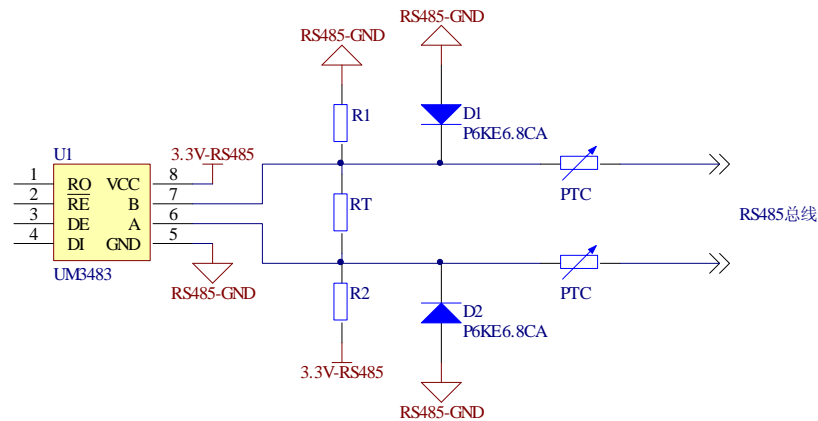 RS485-GND
RS485-GND
R1
D1
P6KE6.8CA
U1
3.3V-RS485
1 RO VCC 8
2 RE B 7
3 DE A 6
4 DI GND 5
UM3483
RS485-GND
RT
PTC
RS485总线
PTC
R2
D2
P6KE6.8CA
3.3V-RS485
RS485-GND